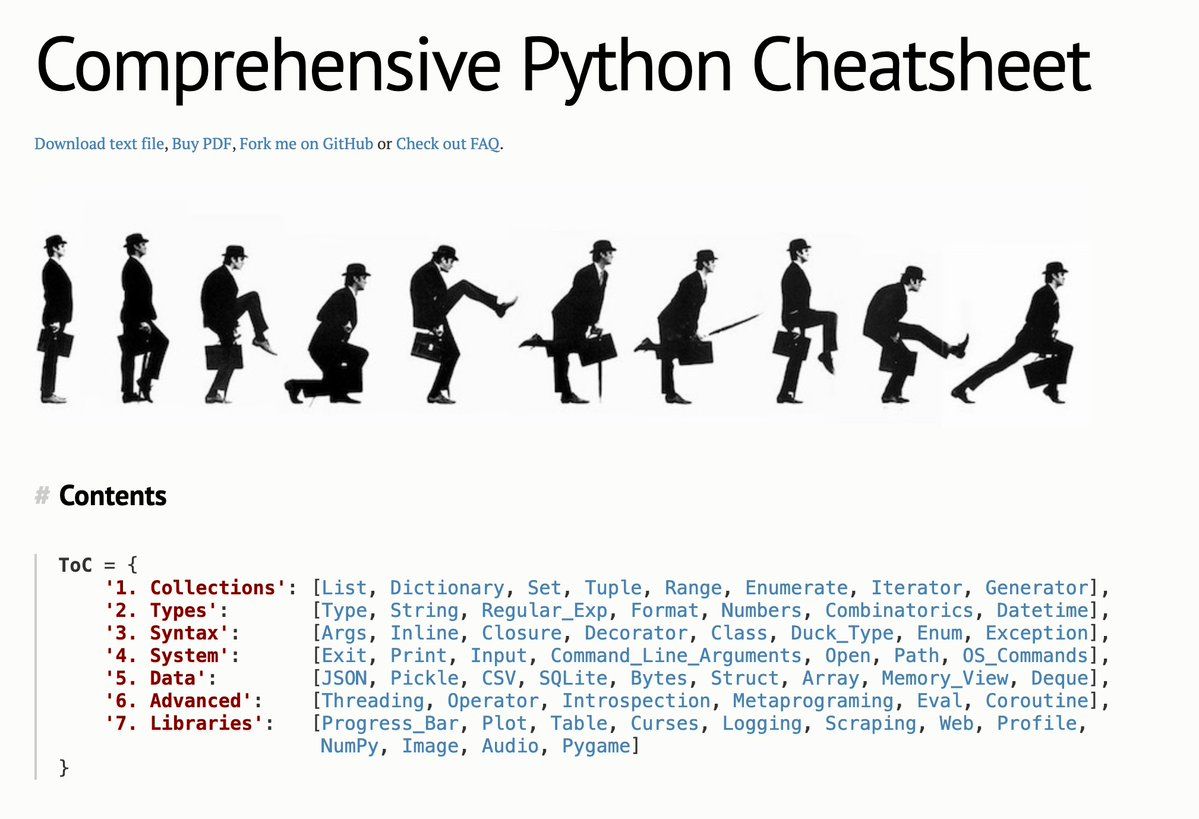 Comprehensive Python Cheatsheet
Download text file, Buy PDF, Fork me on GitHub or Check out FAQ.
# Contents
ToC = {
    '1. Collections': [List, Dictionary, Set, Tuple, Range, Enumerate, Iterator, Generator],
    '2. Types':       [Type, String, Regular_Exp, Format, Numbers, Combinatorics, Datetime],
    '3. Syntax':      [Args, Inline, Closure, Decorator, Class, Duck_Type, Enum, Exception],
    '4. System':      [Exit, Print, Input, Command_Line_Arguments, Open, Path, OS_Commands],
    '5. Data':        [JSON, Pickle, CSV, SQLite, Bytes, Struct, Array, Memory_View, Deque],
    '6. Advanced':    [Threading, Operator, Introspection, Metaprograming, Eval, Coroutine],
    '7. Libraries':   [Progress_Bar, Plot, Table, Curses, Logging, Scraping, Web, Profile,
                       NumPy, Image, Audio, Pygame]
}